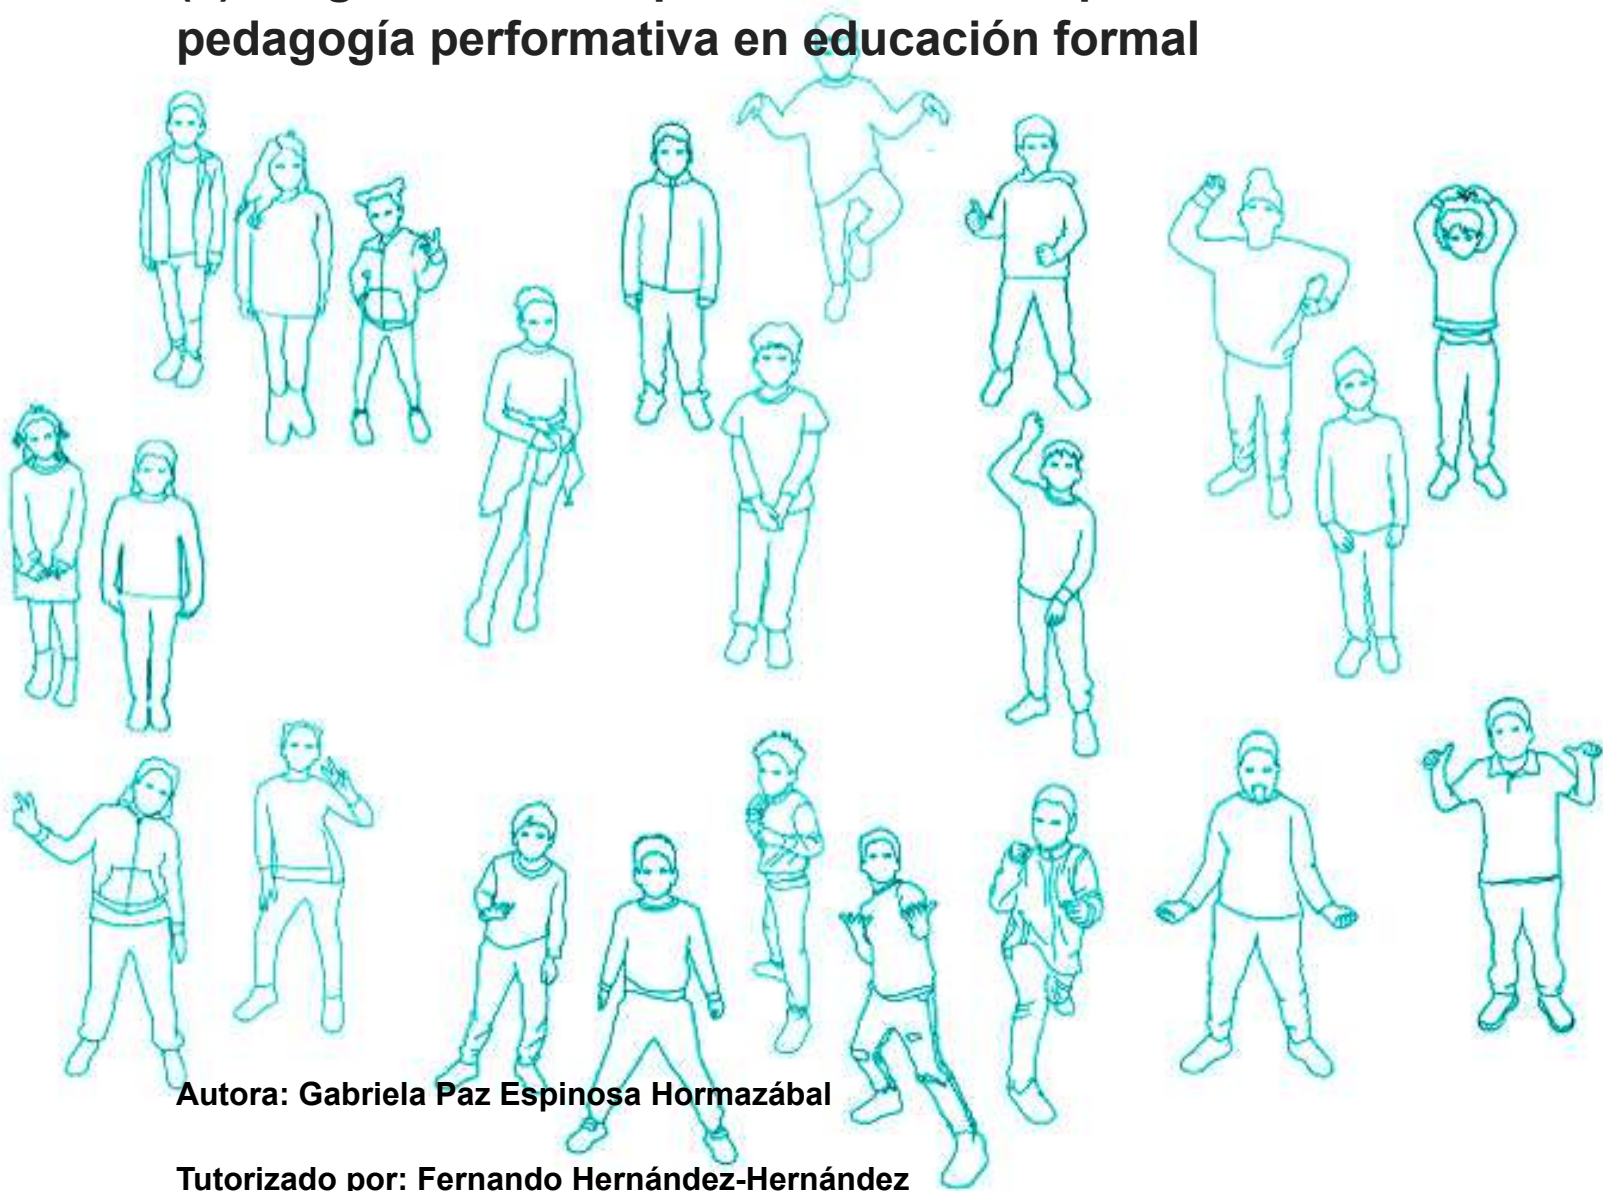 pedagogía performativa en educación formal
Autora: Gabriela Paz Espinosa Hormazábal
Tutorizado por: Fernando Hernández-Hernández